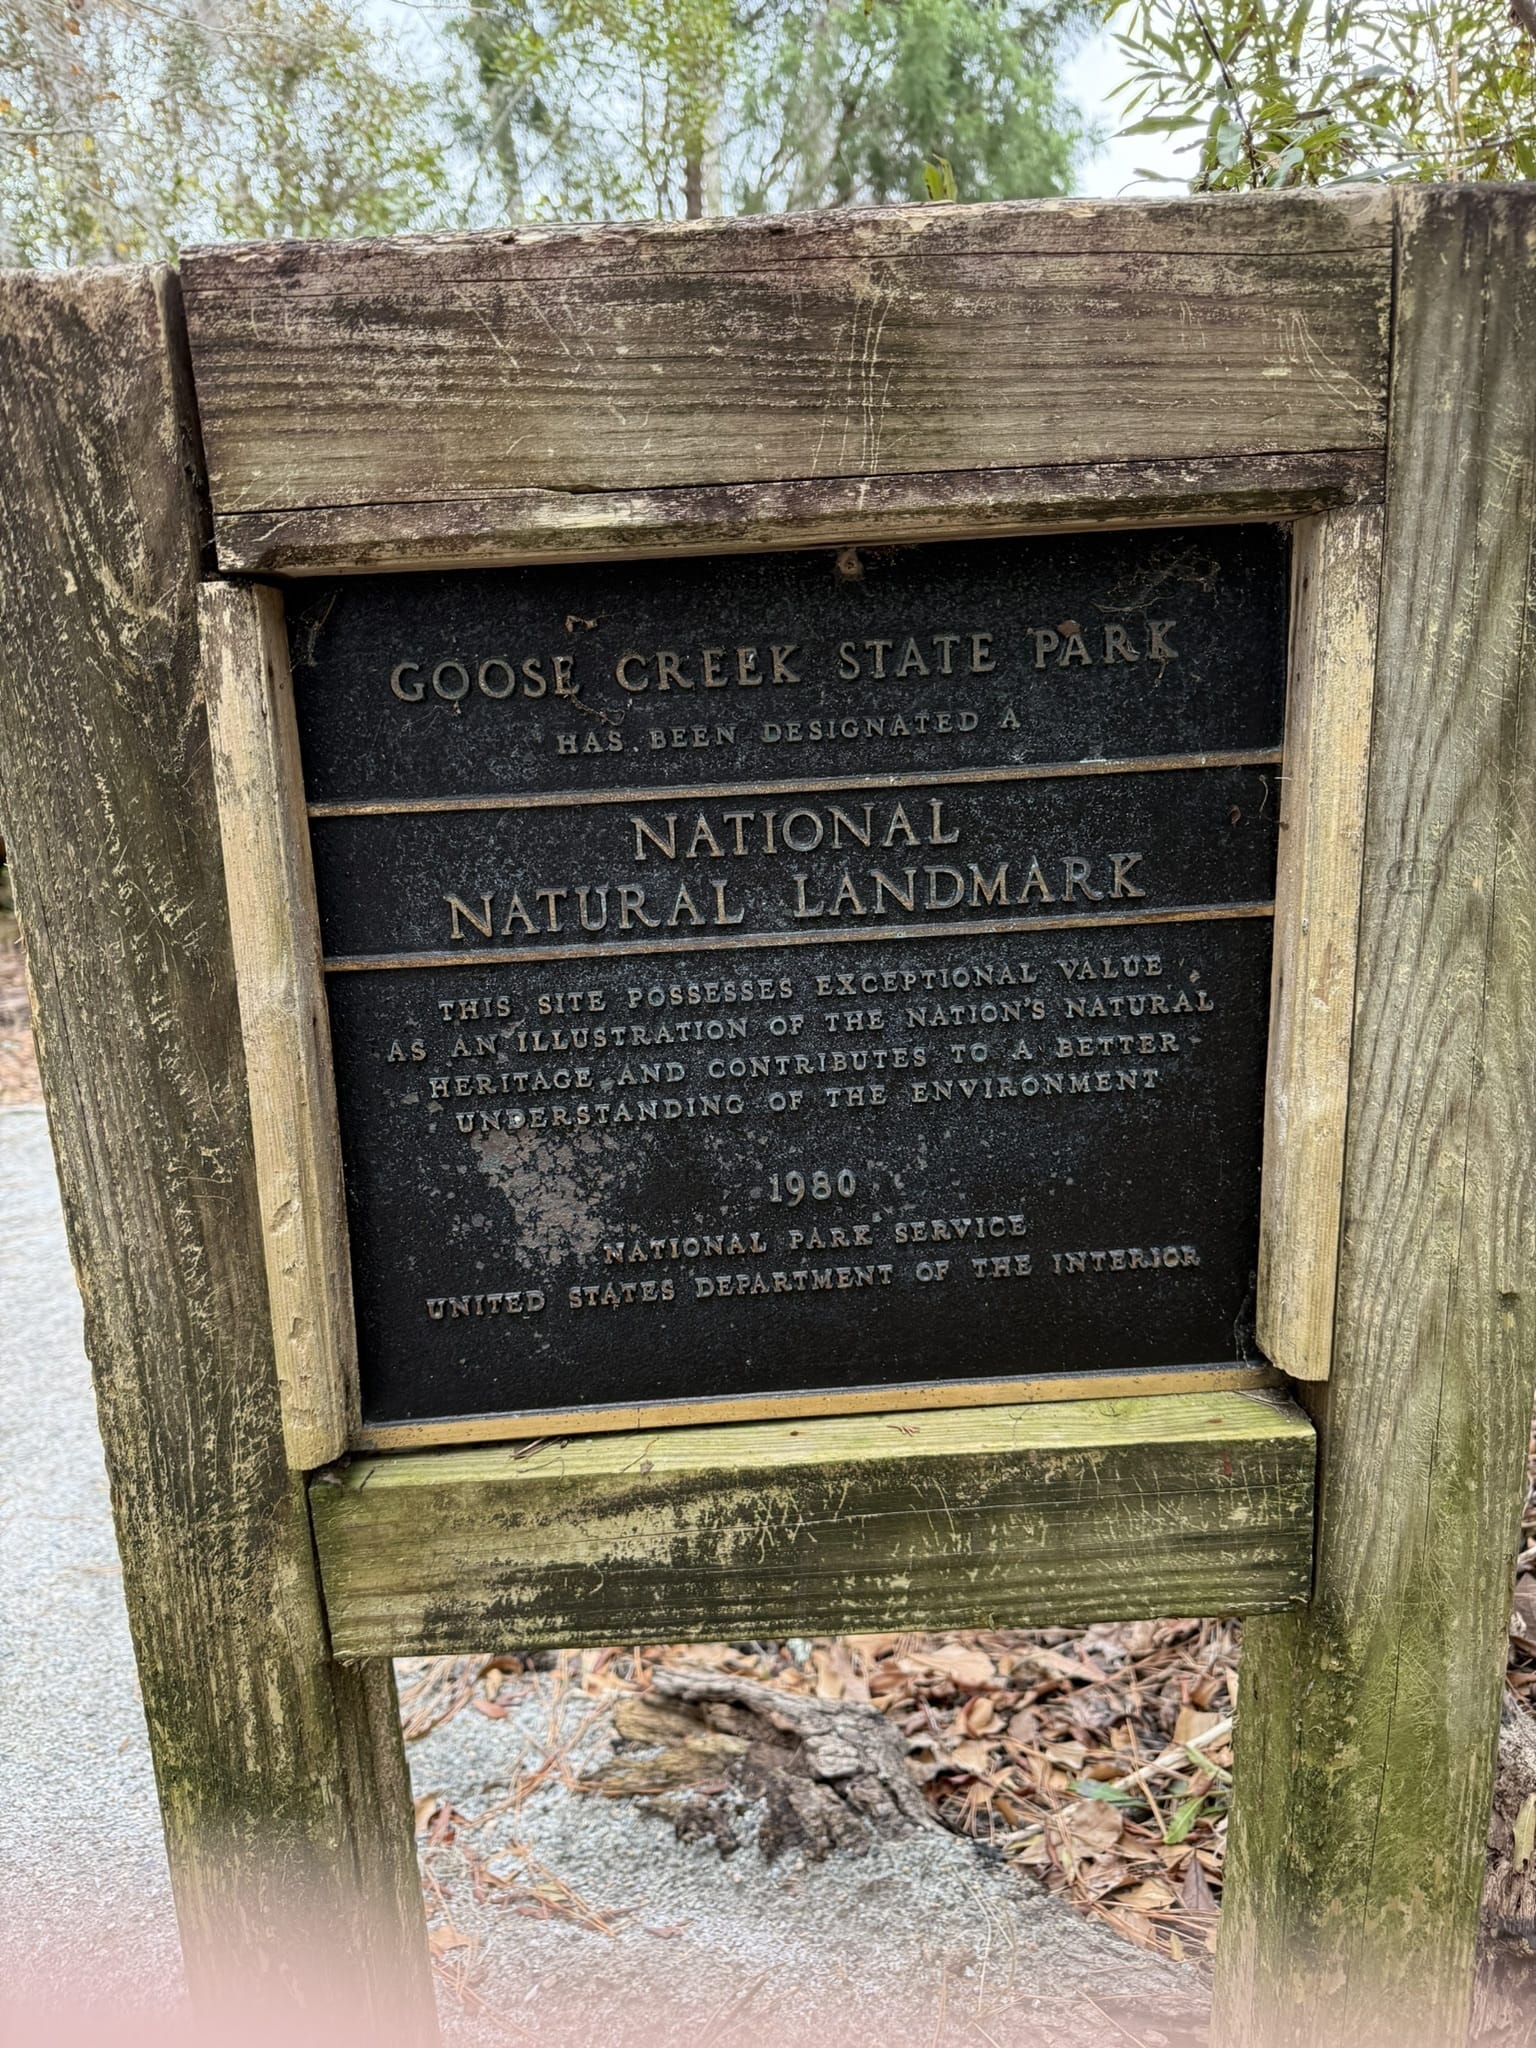 GOOSE CREEK STATE PARK
HAS BEEN DESIGNATED A
NATIONAL
NATURAL LANDMARK
THIS SITE POSSESSES EXCEPTIONAL VALUE
AS AN ILLUSTRATION OF THE NATION'S NATURAL
HERITAGE AND CONTRIBUTES TO A BETTER
UNDERSTANDING OF THE ENVIRONMENT
1980
NATIONAL PARK SERVICE
UNITED STATES DEPARTMENT OF THE INTERIOR